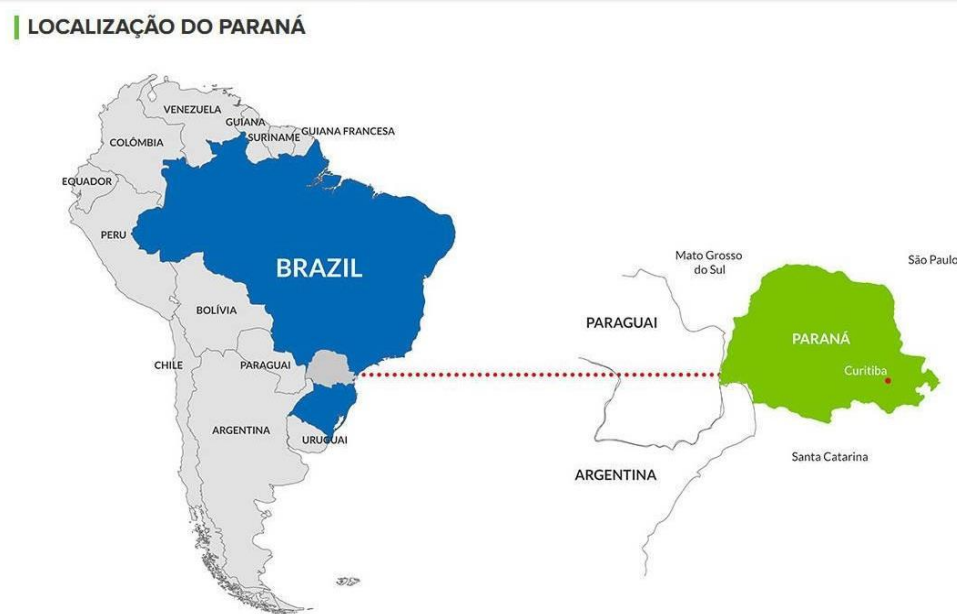 LOCALIZAÇÃO DO PARANÁ
VENEZUELA
GUIANA
SURINAME
GUIANA FRANCESA
COLÔMBIA
EQUADOR
PERU
BRAZIL
BOLÍVIA
CHILE
PARAGUAI
ARGENTINA
URUGUAI
Mato Grosso
do Sul
São Paulo
PARAGUAI
PARANÁ
Curitiba
Santa Catarina
ARGENTINA